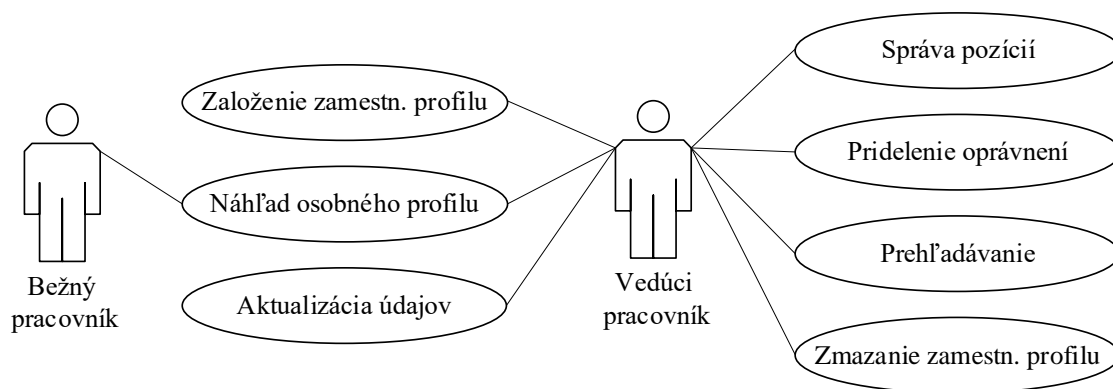 Správa pozícií
Založenie zamestn. profilu
Pridelenie oprávnení
Náhľad osobného profilu
Prehľadávanie
Bežný
pracovník
Vedúci
pracovník
Aktualizácia údajov
Zmazanie zamestn. profilu